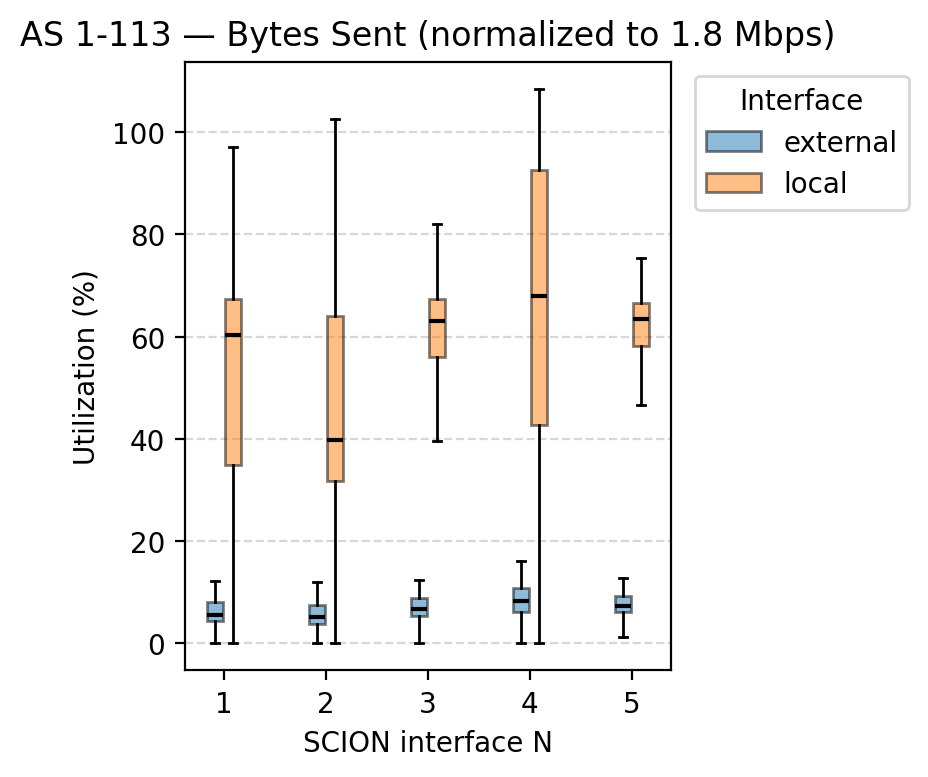 AS 1-113 — Bytes Sent (normalized to 1.8 Mbps)
Interface
external
local
Utilization (%)
100
80
60
40
20
0
1 2 3 4 5
SCION interface N